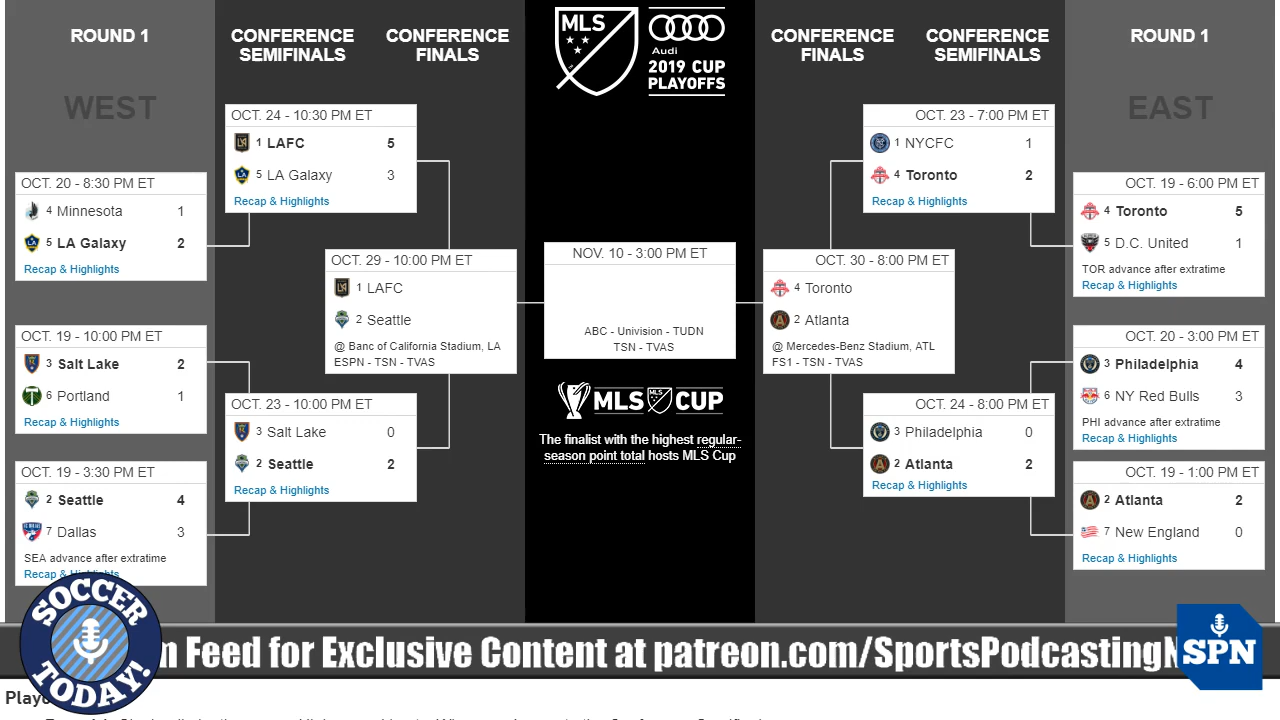 ROUND 1
CONFERENCE
SEMIFINALS
CONFERENCE
FINALS
MLS
Audi
2019 CUP
PLAYOFFS
CONFERENCE
FINALS
CONFERENCE
SEMIFINALS
ROUND 1
WEST
EAST
OCT. 20 - 8:30 PM ET
4 Minnesota 1
5 LA Galaxy 2
Recap & Highlights
OCT. 19 - 10:00 PM ET
3 Salt Lake 2
6 Portland 1
Recap & Highlights
OCT. 19 - 3:30 PM ET
2 Seattle 4
7 Dallas 3
SEA advance after extratime
Recap & Highlights
OCT. 24 - 10:30 PM ET
1 LAFC 5
5 LA Galaxy 3
Recap & Highlights
OCT. 23 - 10:00 PM ET
3 Salt Lake 0
2 Seattle 2
Recap & Highlights
OCT. 29 - 10:00 PM ET
1 LAFC
2 Seattle
@ Banc of California Stadium, LA
ESPN - TSN - TVAS
NOV. 10 - 3:00 PM ET
ABC - Univision - TUDN
TSN - TVAS
MLS CUP
The finalist with the highest regular-
season point total hosts MLS Cup
OCT. 30 - 8:00 PM ET
4 Toronto
2 Atlanta
@ Mercedes-Benz Stadium, ATL
FS1 - TSN - TVAS
OCT. 23 - 7:00 PM ET
1 NYCFC 1
4 Toronto 2
Recap & Highlights
OCT. 24 - 8:00 PM ET
3 Philadelphia 0
2 Atlanta 2
Recap & Highlights
OCT. 19 - 6:00 PM ET
4 Toronto 5
5 D.C. United 1
TOR advance after extratime
Recap & Highlights
OCT. 20 - 3:00 PM ET
3 Philadelphia 4
6 NY Red Bulls 3
PHI advance after extratime
Recap & Highlights
OCT. 19 - 1:00 PM ET
2 Atlanta 2
7 New England 0
Recap & Highlights
SOCCER
TODAY!
m Feed for Exclusive Content at patreon.com/SportsPodcastingN
SPN
Playo